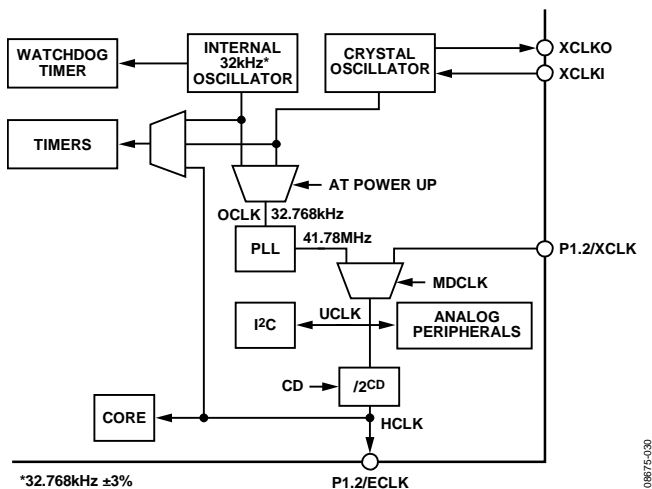 WATCHDOG
TIMER
INTERNAL
32kHz*
OSCILLATOR
CRYSTAL
OSCILLATOR
XCLKO
XCLKI
TIMERS
AT POWER UP
OCLK 32.768kHz
PLL
41.78MHz
P1.2/XCLK
MDCLK
I2C
UCLK
ANALOG
PERIPHERALS
CD
/2CD
CORE
HCLK
*32.768kHz ±3%
P1.2/ECLK
08675-030